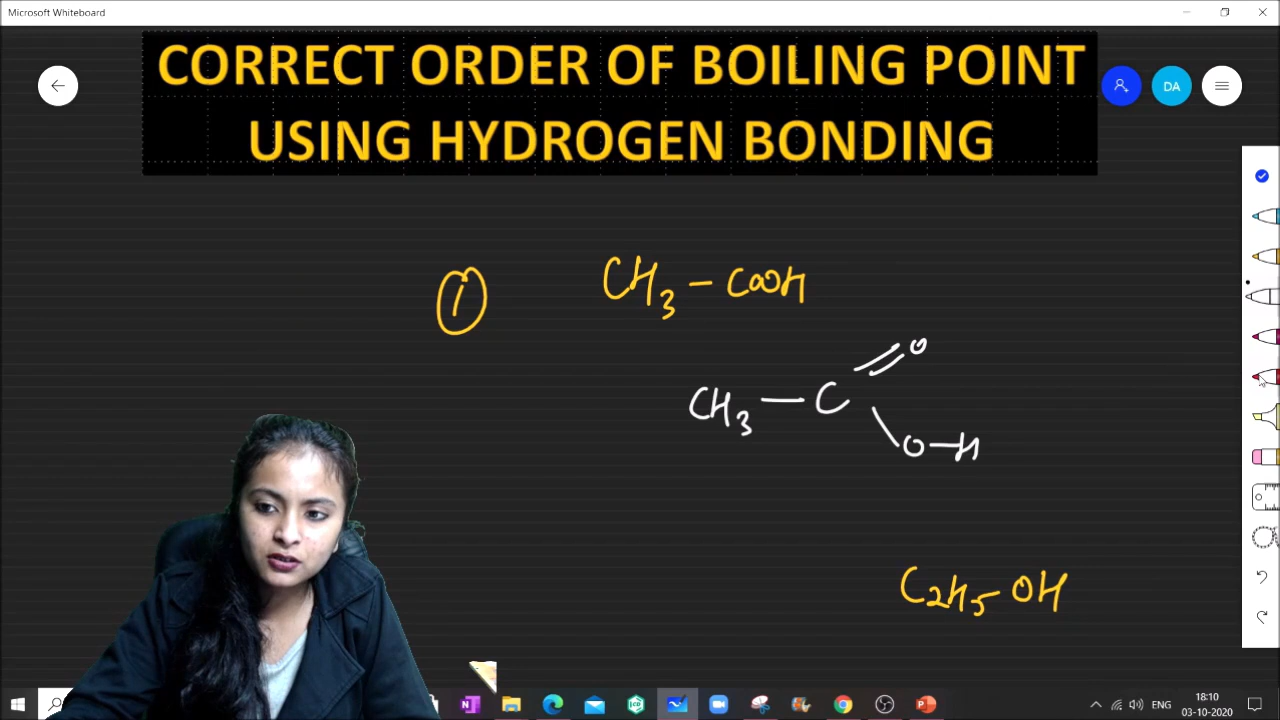 Microsoft Whiteboard
CORRECT ORDER OF BOILING POINT
USING HYDROGEN BONDING
DA
1 CH3 - COOH
O
CH3 - C
O-H
C2H5-OH
ENG
18:10
03-10-2020